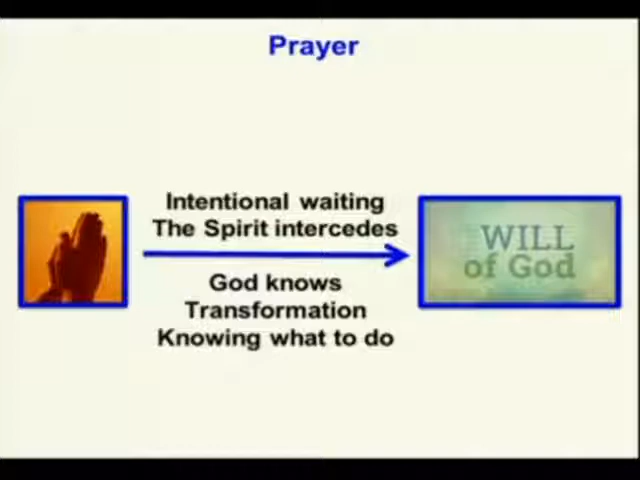 Prayer
Intentional waiting
The Spirit intercedes
God knows
Transformation
Knowing what to do
WILL
of God